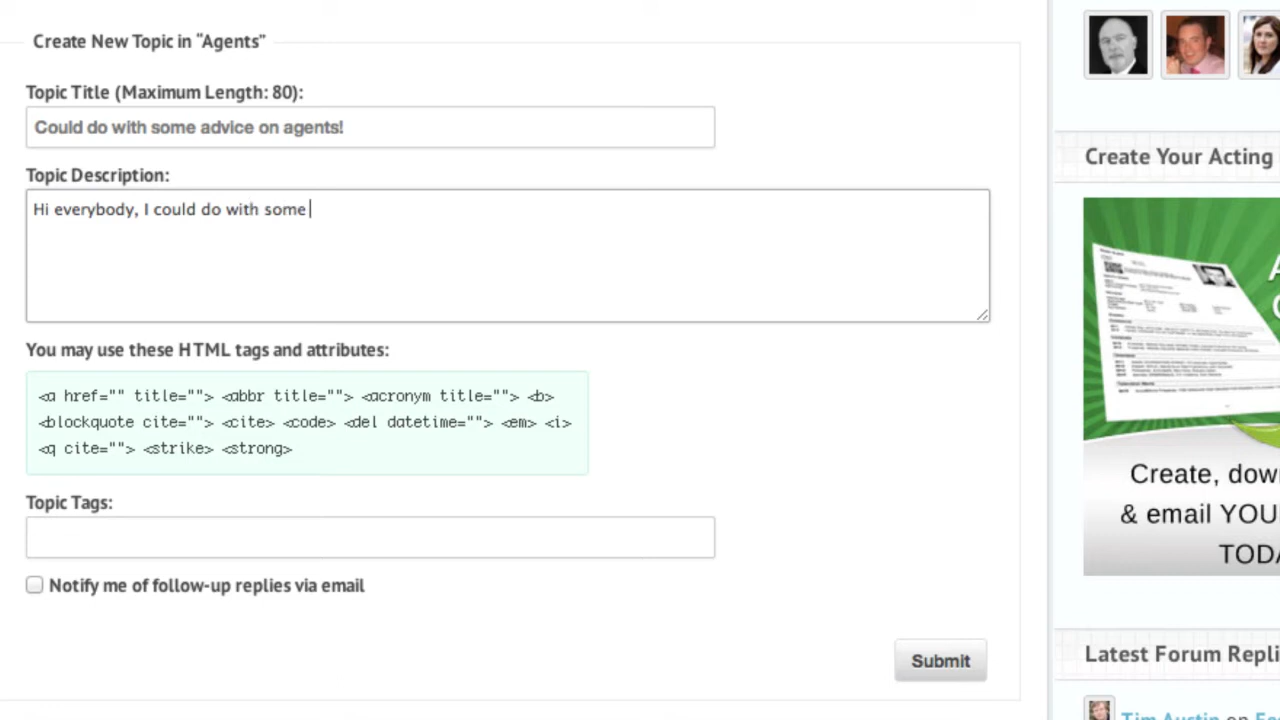 Create New Topic in “Agents”
Topic Title (Maximum Length: 80):
Could do with some advice on agents!
Topic Description:
Hi everybody, I could do with some
You may use these HTML tags and attributes:
<a href="" title=""> <abbr title=""> <acronym title=""> <b>
<blockquote cite=""> <cite> <code> <del datetime=""> <em> <i>
<q cite=""> <strike> <strong>
Topic Tags:
Notify me of follow-up replies via email
Submit
Create Your Acting
Create, dow
& email YOU
TODA
Latest Forum Repli
Tim Austin on